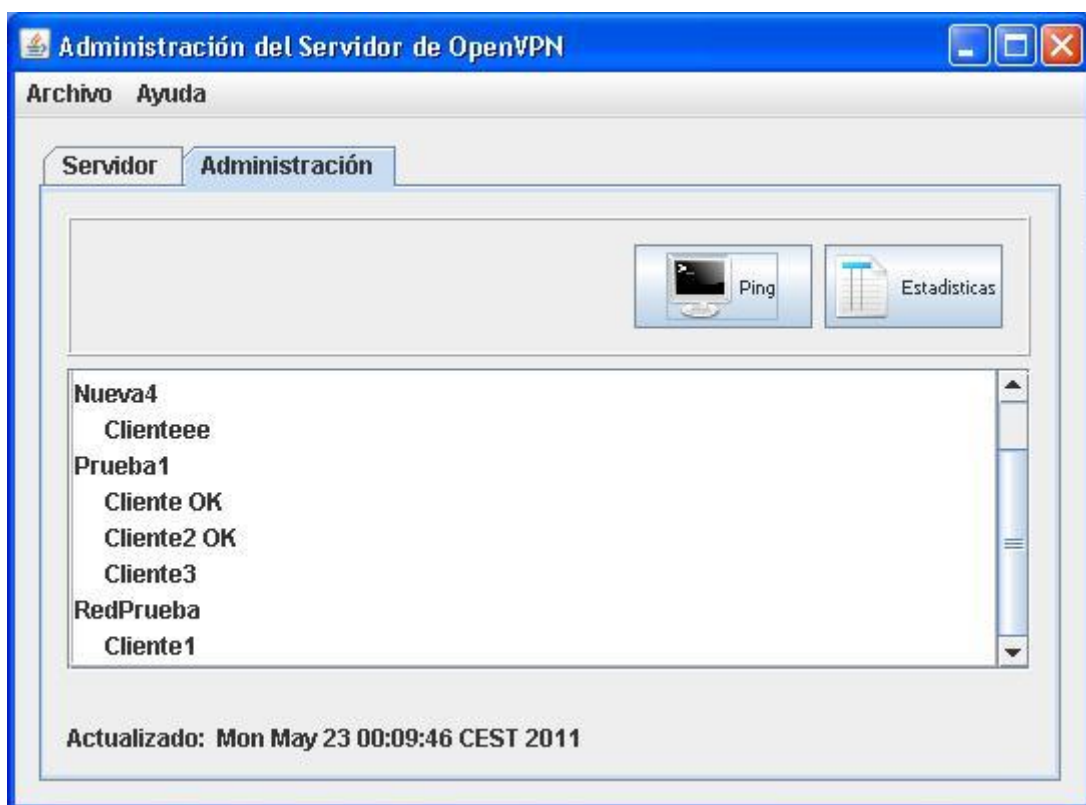 Administración del Servidor de OpenVPN
Archivo Ayuda
Servidor Administración
>_ Ping Estadisticas
Nueva4
Clienteee
Prueba1
Cliente OK
Cliente2 OK
Cliente3
RedPrueba
Cliente1
Actualizado: Mon May 23 00:09:46 CEST 2011